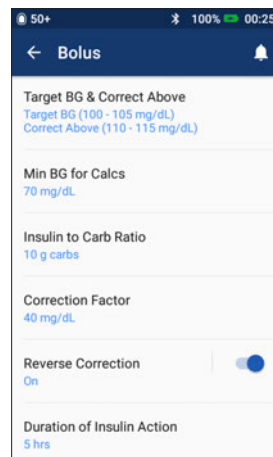 50+ 100% 00:25
Bolus
Target BG & Correct Above
Target BG (100 - 105 mg/dL)
Correct Above (110 - 115 mg/dL)
Min BG for Calcs
70 mg/dL
Insulin to Carb Ratio
10 g carbs
Correction Factor
40 mg/dL
Reverse Correction
On
Duration of Insulin Action
5 hrs